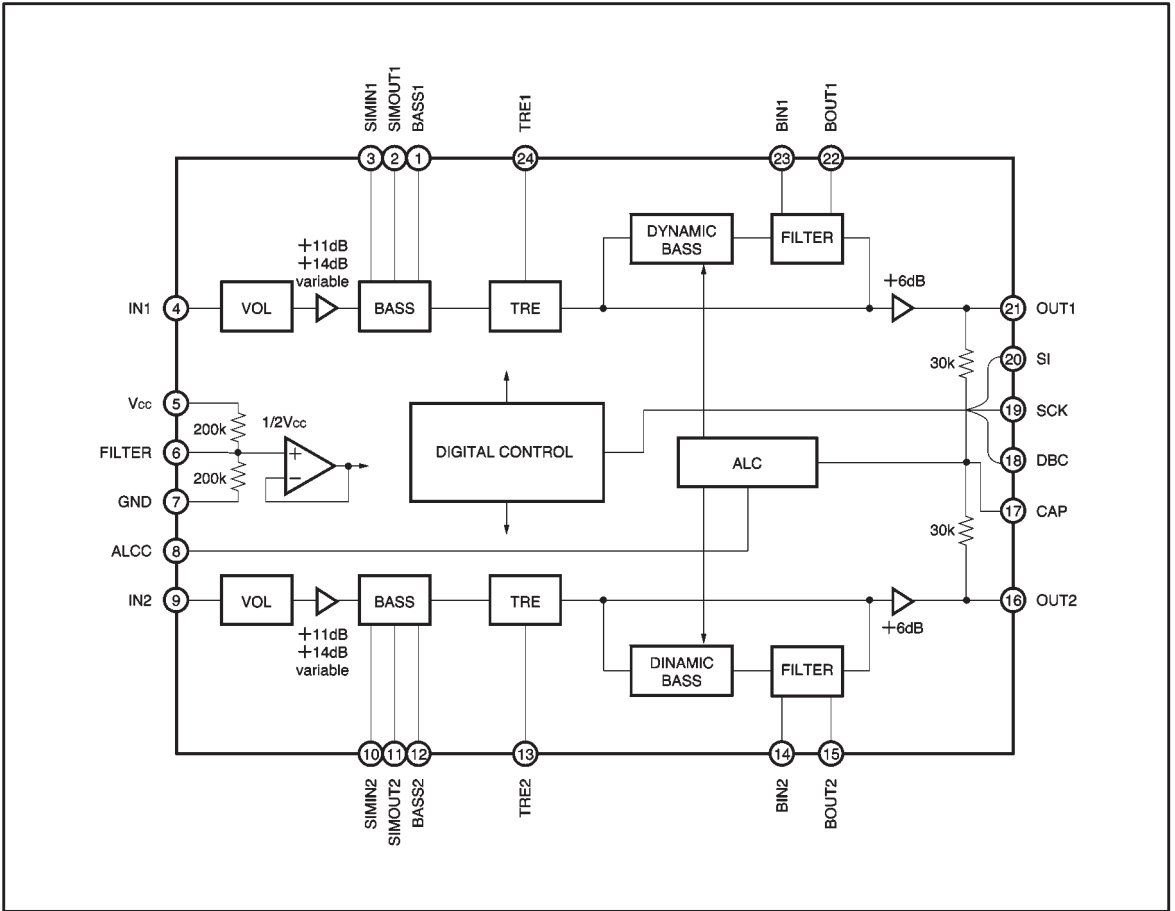 SIMIN1
SIMOUT1
BASS1
TRE1
BIN1
BOUT1
3
2
1
24
23
22
+11dB
+14dB
variable
DYNAMIC
BASS
FILTER
+6dB
IN1
4
VOL
BASS
TRE
21
OUT1
30k
20
SI
Vcc
5
200k
1/2Vcc
19
SCK
FILTER
6
+
−
DIGITAL CONTROL
ALC
18
DBC
200k
GND
7
17
CAP
30k
ALCC
8
IN2
9
VOL
BASS
TRE
16
OUT2
+11dB
+14dB
variable
+6dB
DINAMIC
BASS
FILTER
10
11
12
13
14
15
SIMIN2
SIMOUT2
BASS2
TRE2
BIN2
BOUT2